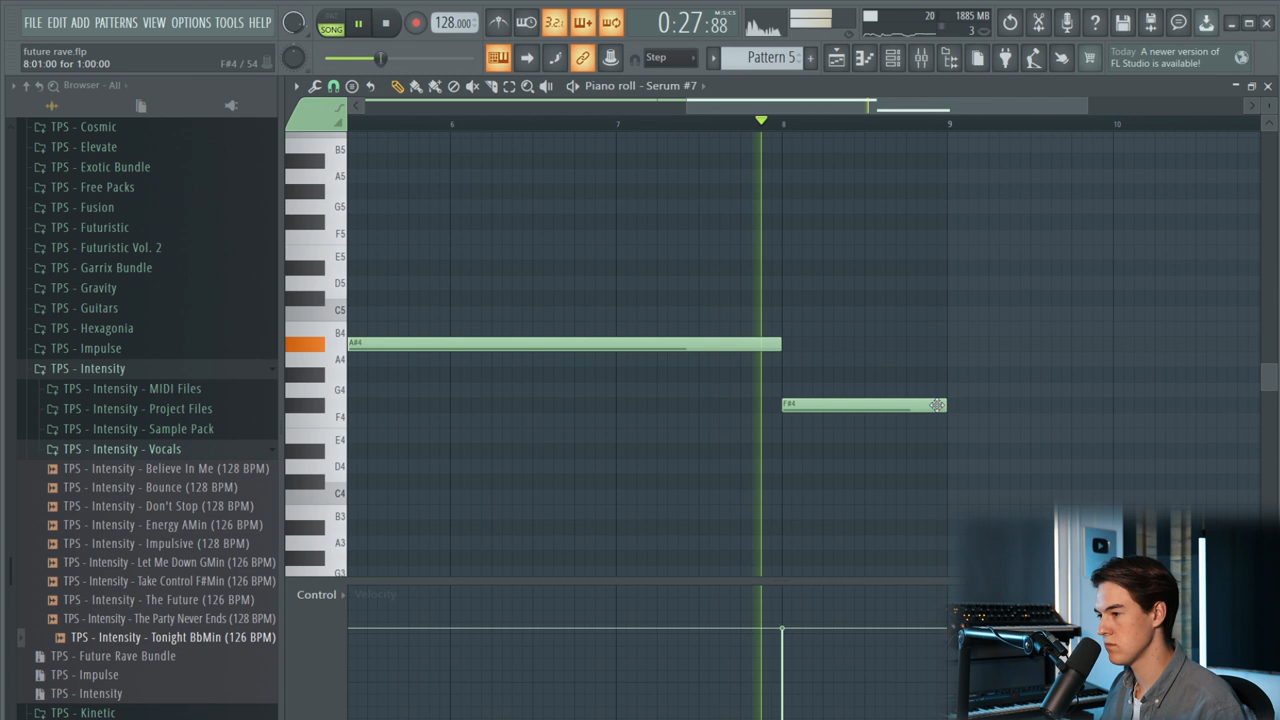 FILE EDIT ADD PATTERNS VIEW OPTIONS TOOLS HELP
SONG
128.000
3.2.
0:27:88
20
1885 MB
3
future rave.flp
8:01:00 for 1:00:00
F#4 / 54
Step
Pattern 5
Today A newer version of
FL Studio is available!
Browser - All
Piano roll - Serum #7
TPS - Cosmic
TPS - Elevate
TPS - Exotic Bundle
TPS - Free Packs
TPS - Fusion
TPS - Futuristic
TPS - Futuristic Vol. 2
TPS - Garrix Bundle
TPS - Gravity
TPS - Guitars
TPS - Hexagonia
TPS - Impulse
TPS - Intensity
TPS - Intensity - MIDI Files
TPS - Intensity - Project Files
TPS - Intensity - Sample Pack
TPS - Intensity - Vocals
TPS - Intensity - Believe In Me (128 BPM)
TPS - Intensity - Bounce (128 BPM)
TPS - Intensity - Don't Stop (128 BPM)
TPS - Intensity - Energy AMin (126 BPM)
TPS - Intensity - Impulsive (128 BPM)
TPS - Intensity - Let Me Down GMin (126 BPM)
TPS - Intensity - Take Control F#Min (126 BPM)
TPS - Intensity - The Future (126 BPM)
TPS - Intensity - The Party Never Ends (128 BPM)
TPS - Intensity - Tonight BbMin (126 BPM)
TPS - Future Rave Bundle
TPS - Impulse
TPS - Intensity
TPS - Kinetic
6 7 8 9 10
B5
A5
G5
F5
E5
D5
C5
B4
A4
G4
F4
E4
D4
C4
B3
A3
G3
A#4
F#4
Control
Velocity